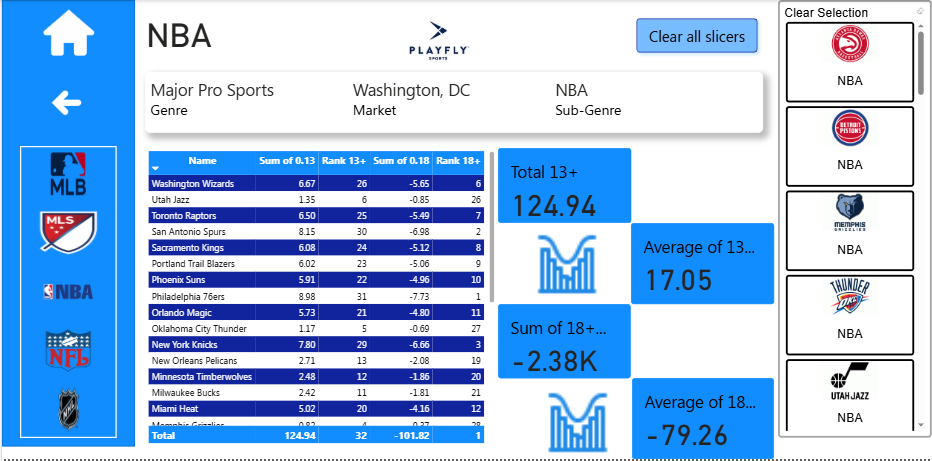 NBA
PLAYFLY
SPORTS
Clear all slicers
Clear Selection
Major Pro Sports
Genre
Washington, DC
Market
NBA
Sub-Genre
MLB
MLS
NBA
NFL
Name Sum of 0.13 Rank 13+ Sum of 0.18 Rank 18+
Washington Wizards 6.67 26 -5.65 6
Utah Jazz 1.35 6 -0.85 26
Toronto Raptors 6.50 25 -5.49 7
San Antonio Spurs 8.15 30 -6.98 2
Sacramento Kings 6.08 24 -5.12 8
Portland Trail Blazers 6.02 23 -5.06 9
Phoenix Suns 5.91 22 -4.96 10
Philadelphia 76ers 8.98 31 -7.73 1
Orlando Magic 5.73 21 -4.80 11
Oklahoma City Thunder 1.17 5 -0.69 27
New York Knicks 7.80 29 -6.66 3
New Orleans Pelicans 2.71 13 -2.08 19
Minnesota Timberwolves 2.48 12 -1.86 20
Milwaukee Bucks 2.42 11 -1.81 21
Miami Heat 5.02 20 -4.16 12
Memphis Grizzlies 0.82 4 -0.37 28
Total 124.94 32 -101.82 1
Total 13+
124.94
Average of 13...
17.05
Sum of 18+...
-2.38K
Average of 18...
-79.26
NBA
DETROIT
PISTONS
NBA
MEMPHIS
GRIZZLIES
NBA
THUNDER
OKC
NBA
UTAH JAZZ
NBA